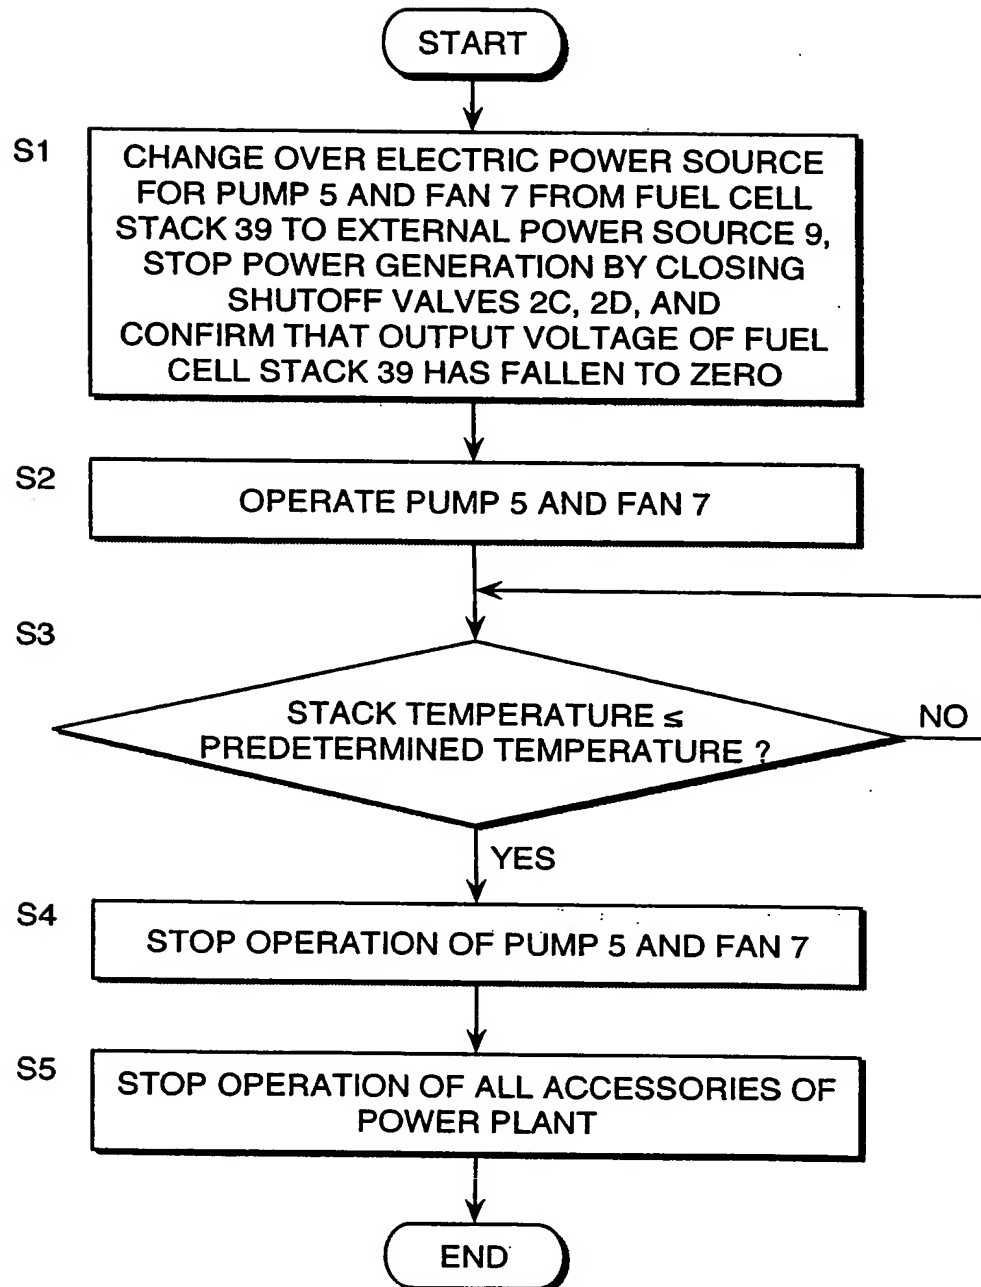 START
S1
CHANGE OVER ELECTRIC POWER SOURCE
FOR PUMP 5 AND FAN 7 FROM FUEL CELL
STACK 39 TO EXTERNAL POWER SOURCE 9,
STOP POWER GENERATION BY CLOSING
SHUTOFF VALVES 2C, 2D, AND
CONFIRM THAT OUTPUT VOLTAGE OF FUEL
CELL STACK 39 HAS FALLEN TO ZERO
S2
OPERATE PUMP 5 AND FAN 7
S3
STACK TEMPERATURE ≦
PREDETERMINED TEMPERATURE ?
NO
YES
S4
STOP OPERATION OF PUMP 5 AND FAN 7
S5
STOP OPERATION OF ALL ACCESSORIES OF
POWER PLANT
END